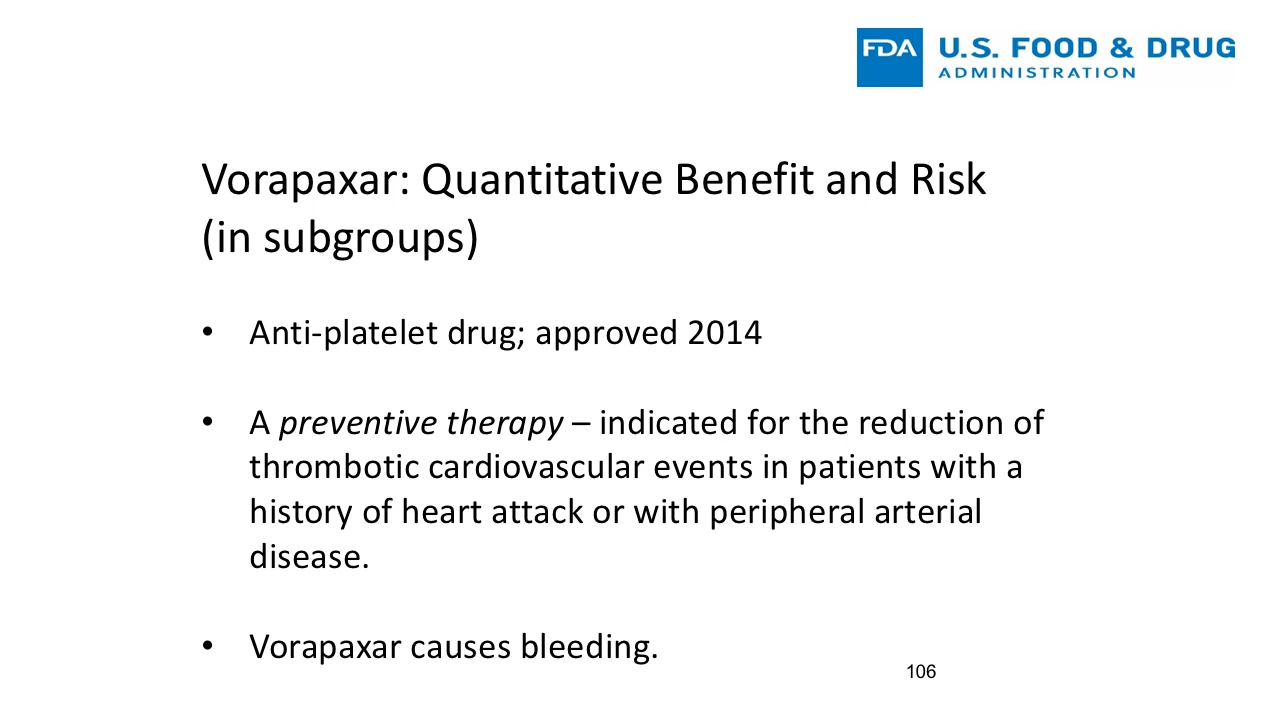 FDA U.S. FOOD & DRUG
ADMINISTRATION
Vorapaxar: Quantitative Benefit and Risk
(in subgroups)
• Anti-platelet drug; approved 2014
• A preventive therapy – indicated for the reduction of
thrombotic cardiovascular events in patients with a
history of heart attack or with peripheral arterial
disease.
• Vorapaxar causes bleeding.
106